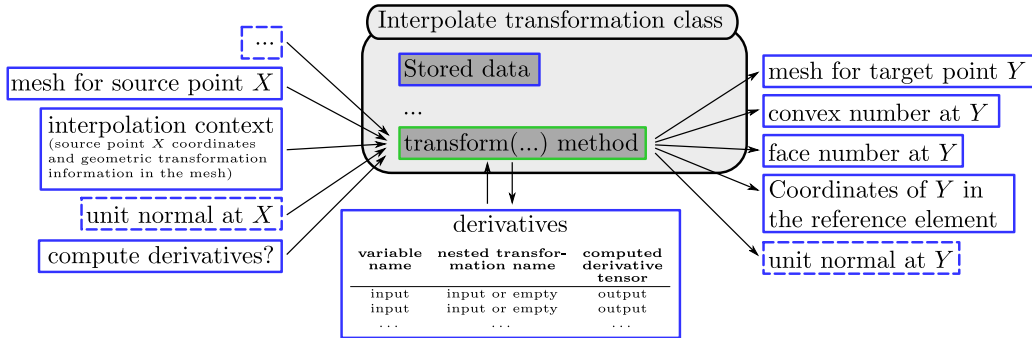 Interpolate transformation class
Stored data
...
transform(...) method
...
mesh for source point X
interpolation context
(source point X coordinates
and geometric transformation
information in the mesh)
unit normal at X
compute derivatives?
derivatives
variable name
nested transfor-mation name
computed derivative tensor
input input or empty output
input input or empty output
... ... ...
mesh for target point Y
convex number at Y
face number at Y
Coordinates of Y in
the reference element
unit normal at Y